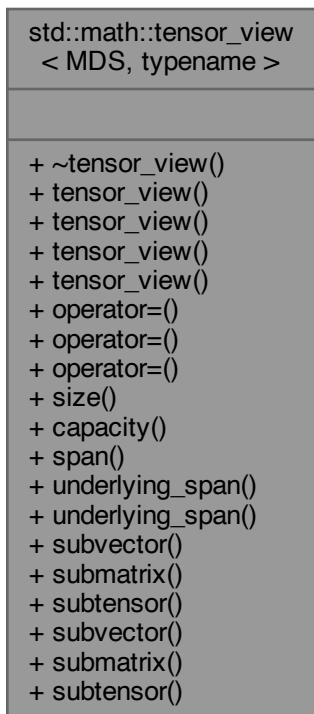 std::math::tensor_view
< MDS, typename >
+ ~tensor_view()
+ tensor_view()
+ tensor_view()
+ tensor_view()
+ tensor_view()
+ operator=()
+ operator=()
+ operator=()
+ size()
+ capacity()
+ span()
+ underlying_span()
+ underlying_span()
+ subvector()
+ submatrix()
+ subtensor()
+ subvector()
+ submatrix()
+ subtensor()